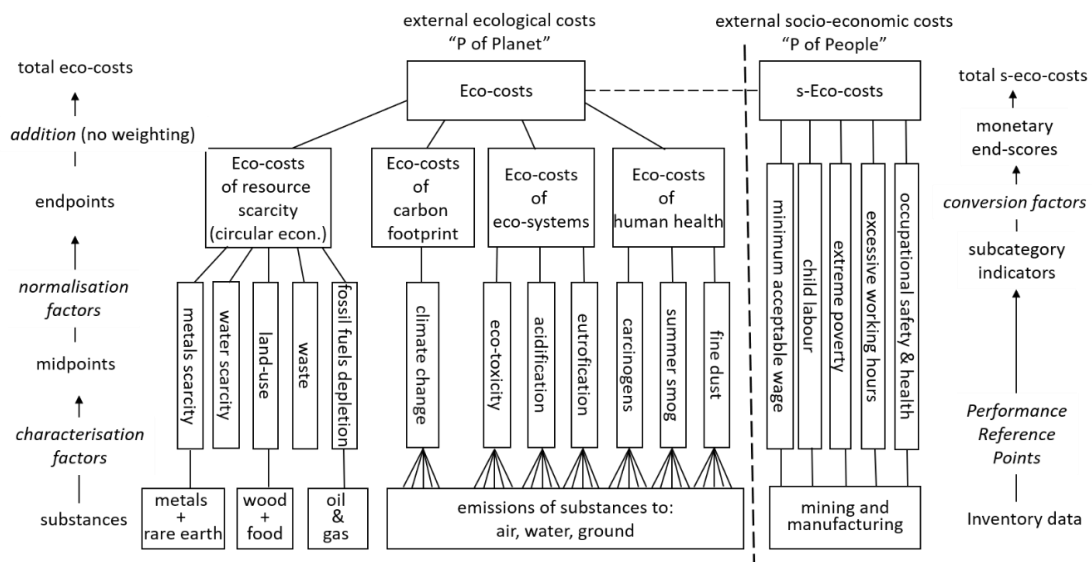 external ecological costs
"P of Planet"
external socio-economic costs
"P of People"
total eco-costs
addition (no weighting)
endpoints
normalisation
factors
midpoints
characterisation
factors
substances
Eco-costs
s-Eco-costs
Eco-costs
of resource
scarcity
(circular econ.)
Eco-costs
of
carbon
footprint
Eco-costs
of
eco-systems
Eco-costs
of
human health
metals scarcity
water scarcity
land-use
waste
fossil fuels depletion
climate change
eco-toxicity
acidification
eutrofication
carcinogens
summer smog
fine dust
minimum acceptable wage
child labour
extreme poverty
excessive working hours
occupational safety & health
metals
+
rare earth
wood
+
food
oil
&
gas
emissions of substances to:
air, water, ground
mining and
manufacturing
total s-eco-costs
monetary
end-scores
conversion factors
subcategory
indicators
Performance
Reference
Points
Inventory data